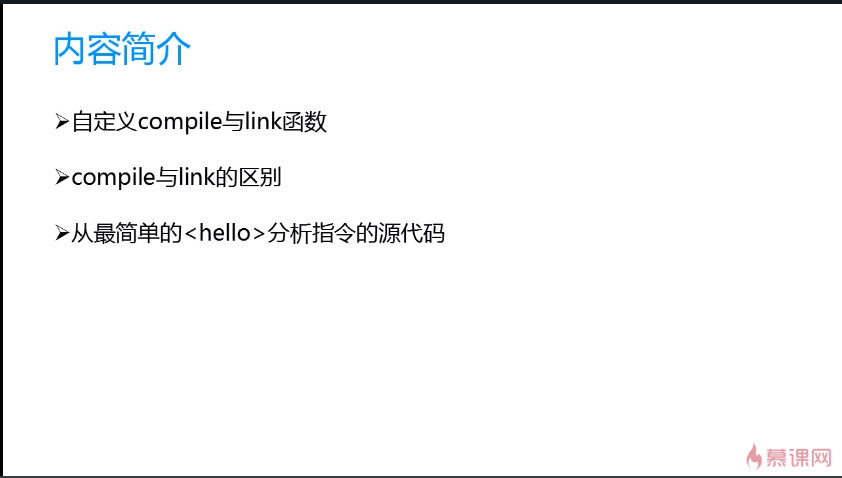 内容简介
➢自定义compile与link函数
➢compile与link的区别
➢从最简单的<hello>分析指令的源代码
慕课网